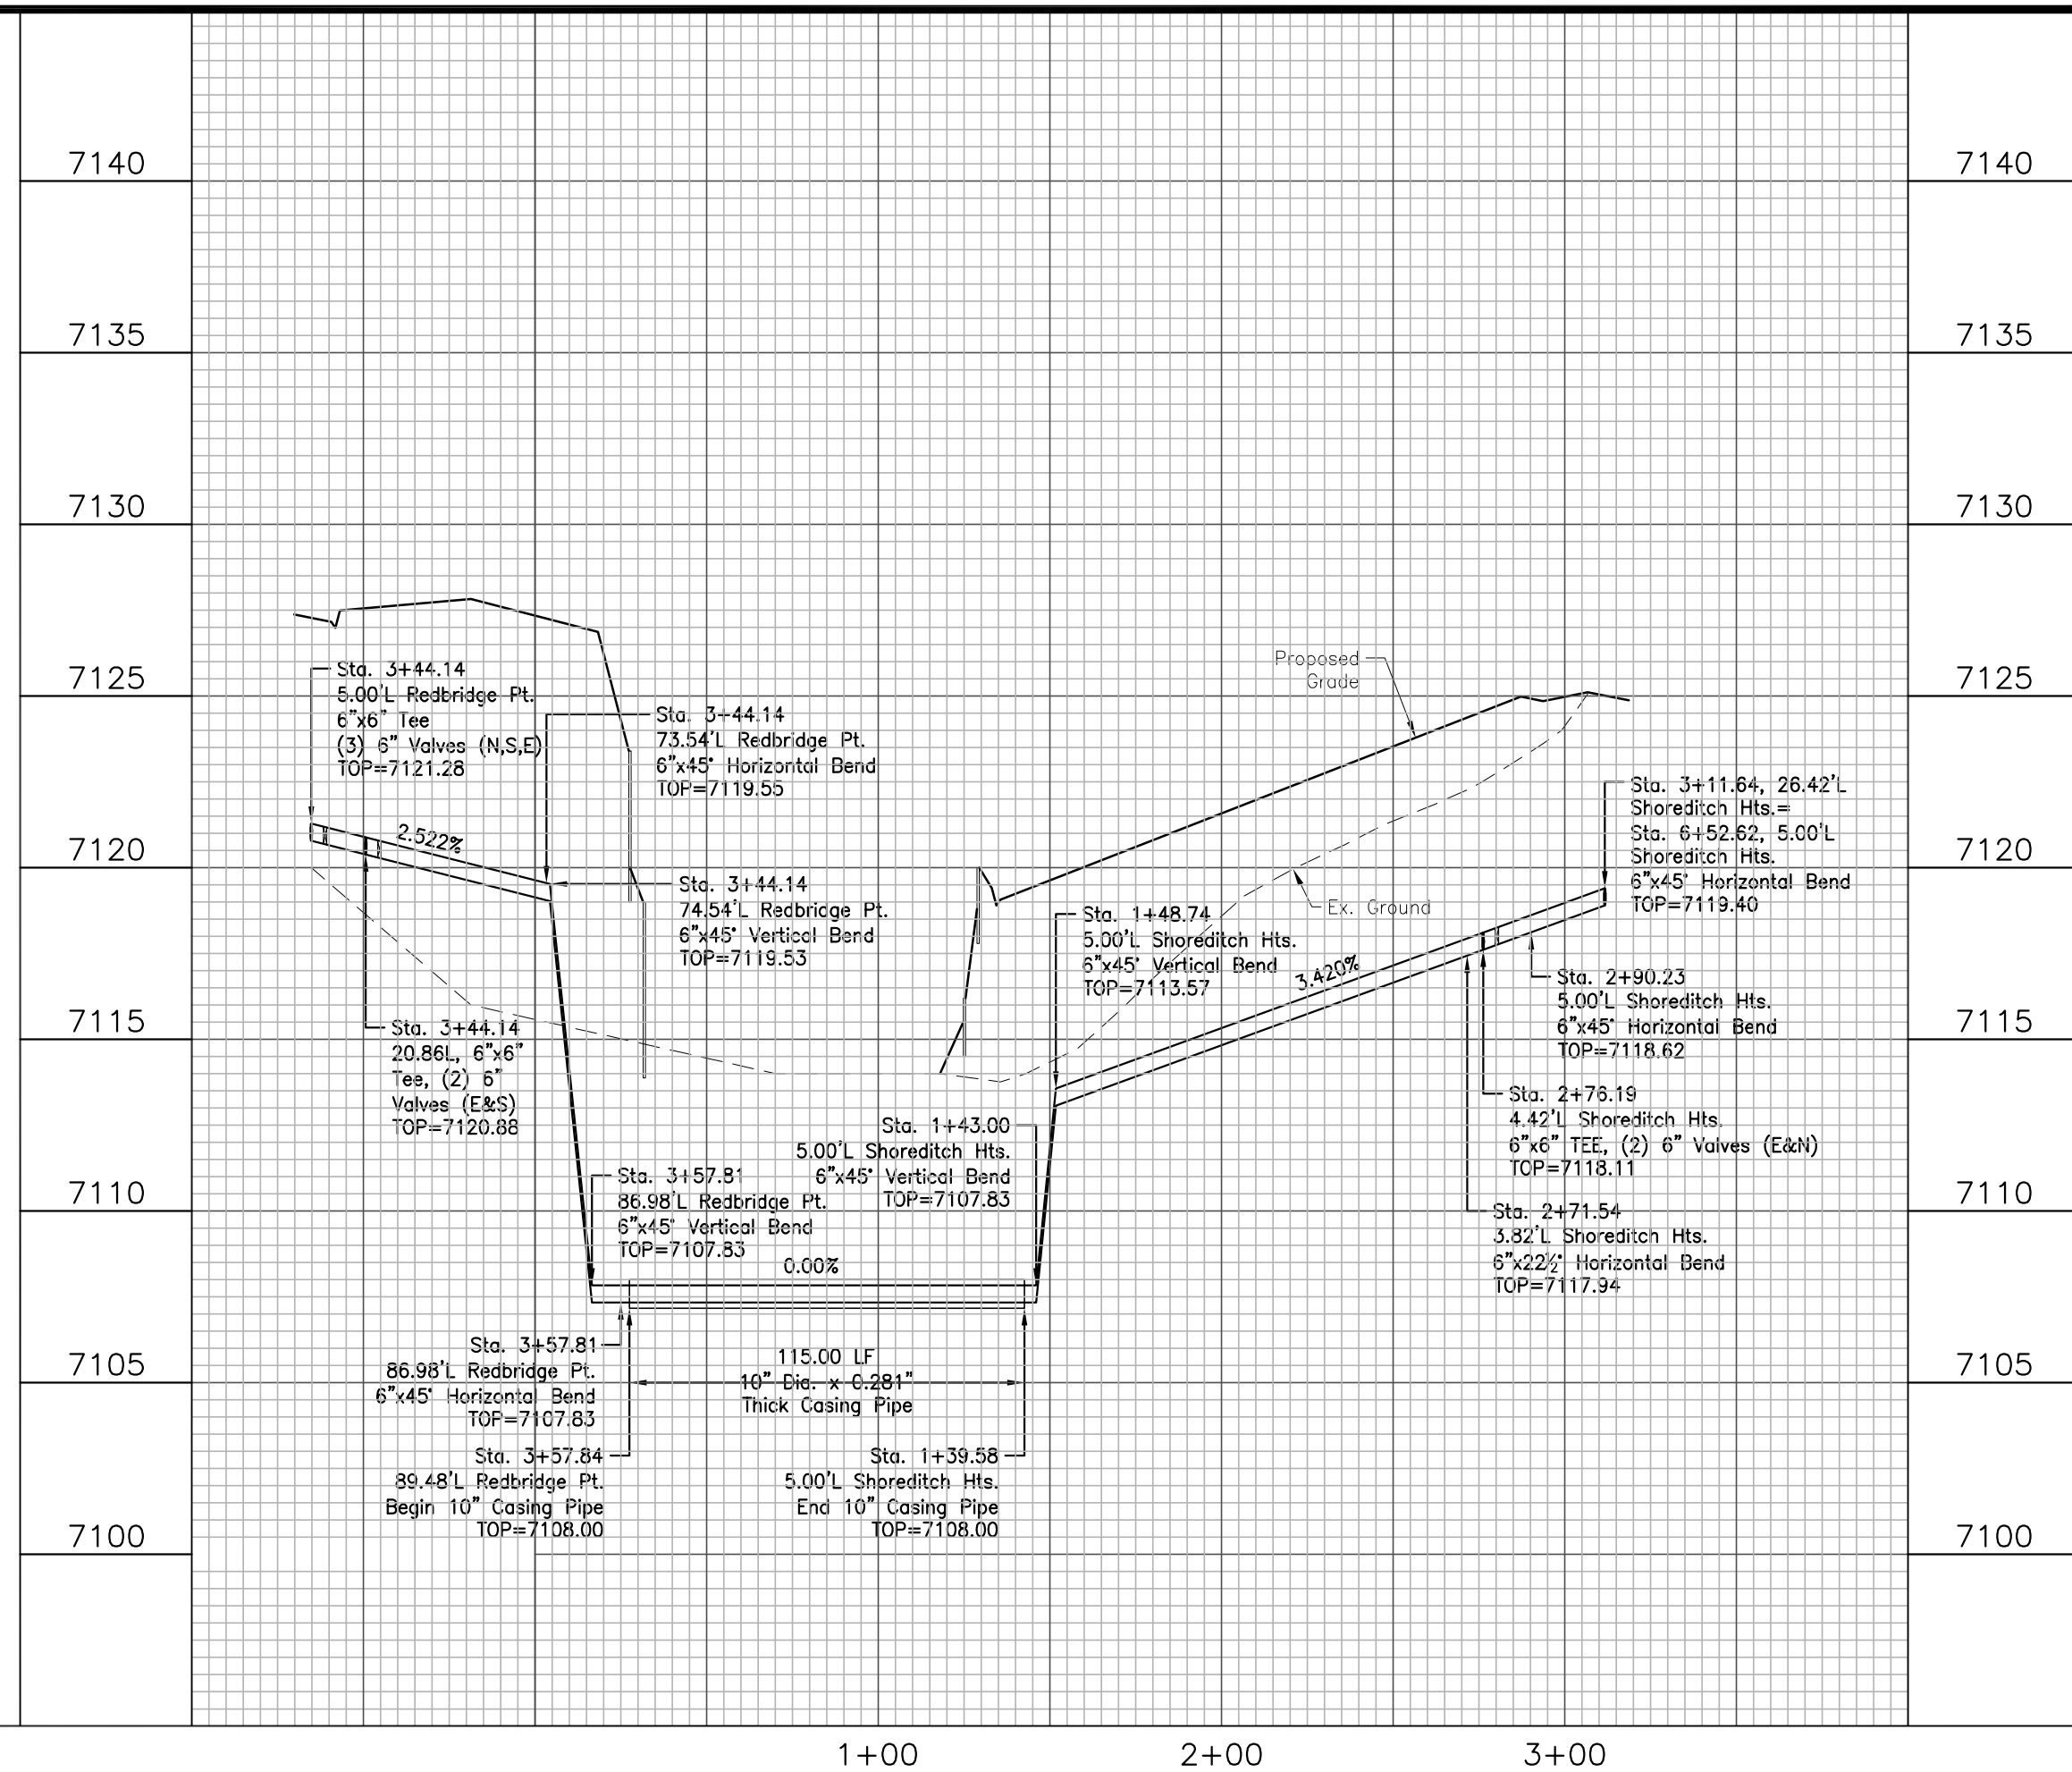 7140
7135
7130
7125
7120
7115
7110
7105
7100
7140
7135
7130
7125
7120
7115
7110
7105
7100
Sta. 3+44.14
5.00'L Redbridge Pt.
6"x6" Tee
(3) 6" Valves (N,S,E)
TOP=7121.28
2.522%
Sta. 3+44.14
73.54'L Redbridge Pt.
6"x45° Horizontal Bend
TOP=7119.55
Sta. 3+44.14
74.54'L Redbridge Pt.
6"x45° Vertical Bend
TOP=7119.53
Sta. 3+44.14
20.86L, 6"x6"
Tee, (2) 6"
Valves (E&S)
TOP=7120.88
Sta. 3+57.81
86.98'L Redbridge Pt.
6"x45° Vertical Bend
TOP=7107.83
0.00%
Sta. 1+43.00
5.00'L Shoreditch Hts.
6"x45° Vertical Bend
TOP=7107.83
Sta. 3+57.81
86.98'L Redbridge Pt.
6"x45° Horizontal Bend
TOP=7107.83
Sta. 3+57.84
89.48'L Redbridge Pt.
Begin 10" Casing Pipe
TOP=7108.00
115.00 LF
10" Dia. x 0.281"
Thick Casing Pipe
Sta. 1+39.58
5.00'L Shoreditch Hts.
End 10" Casing Pipe
TOP=7108.00
Proposed
Grade
Ex. Ground
Sta. 1+48.74
5.00'L Shoreditch Hts.
6"x45° Vertical Bend
TOP=7113.57
3.420%
Sta. 3+11.64, 26.42'L
Shoreditch Hts.=
Sta. 6+52.62, 5.00'L
Shoreditch Hts.
6"x45° Horizontal Bend
TOP=7119.40
Sta. 2+90.23
5.00'L Shoreditch Hts.
6"x45° Horizontal Bend
TOP=7118.62
Sta. 2+76.19
4.42'L Shoreditch Hts.
6"x6" TEE, (2) 6" Valves (E&N)
TOP=7118.11
Sta. 2+71.54
3.82'L Shoreditch Hts.
6"x22½° Horizontal Bend
TOP=7117.94
1+00
2+00
3+00